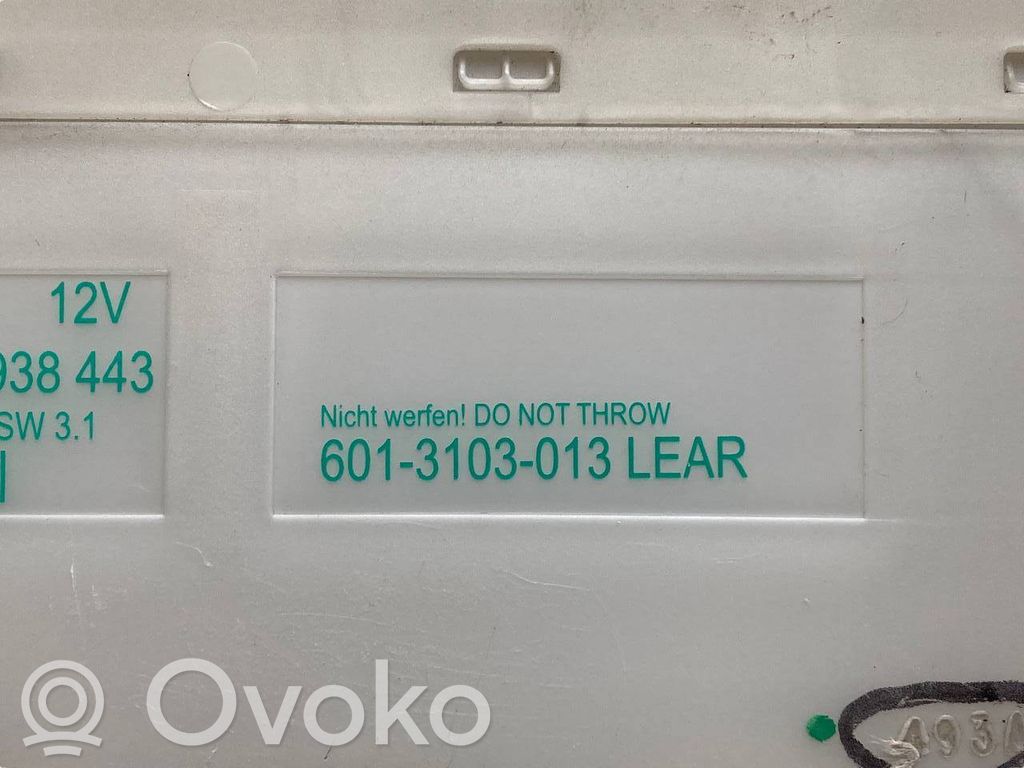 12V
938 443
SW 3.1
Nicht werfen! DO NOT THROW
601-3103-013 LEAR
Ovoko